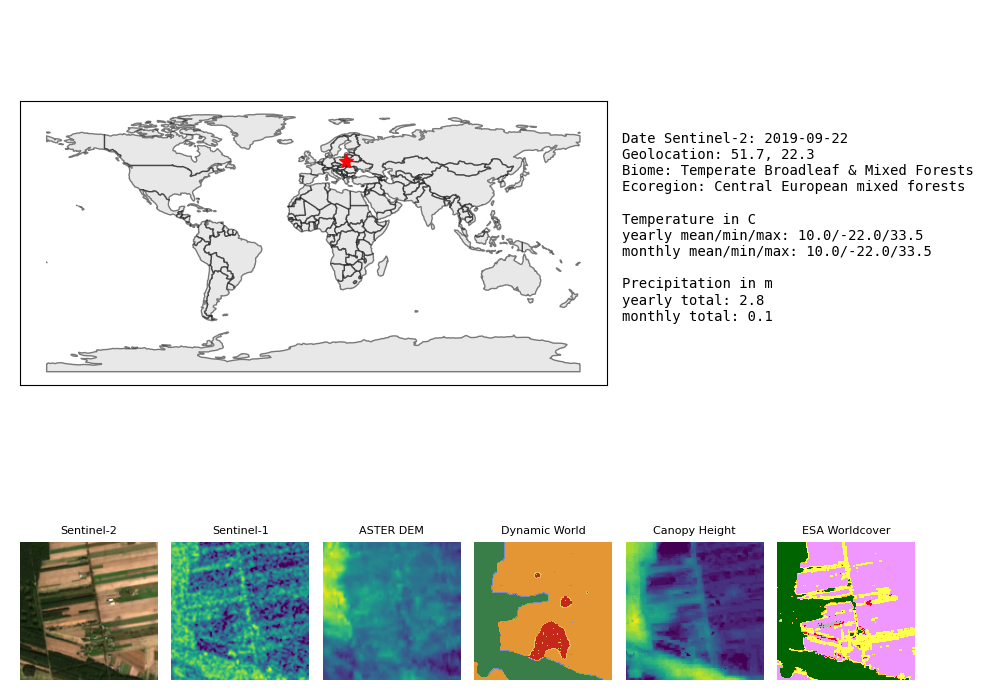 Date Sentinel-2: 2019-09-22
Geolocation: 51.7, 22.3
Biome: Temperate Broadleaf & Mixed Forests
Ecoregion: Central European mixed forests
Temperature in C
yearly mean/min/max: 10.0/-22.0/33.5
monthly mean/min/max: 10.0/-22.0/33.5
Precipitation in m
yearly total: 2.8
monthly total: 0.1
Sentinel-2
Sentinel-1
ASTER DEM
Dynamic World
Canopy Height
ESA Worldcover